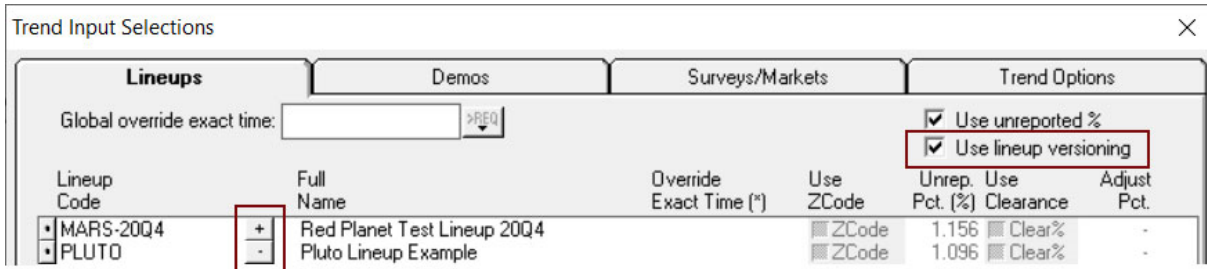 Trend Input Selections
Lineups Demos Surveys/Markets Trend Options
Global override exact time: >REQ Use unreported %
Use lineup versioning
Lineup Full Override Use Unrep. Use Adjust
Code Name Exact Time (*) ZCode Pct. (%) Clearance Pct.
MARS-20Q4 + Red Planet Test Lineup 20Q4 ZCode 1.156 Clear% -
PLUTO - Pluto Lineup Example ZCode 1.096 Clear% -